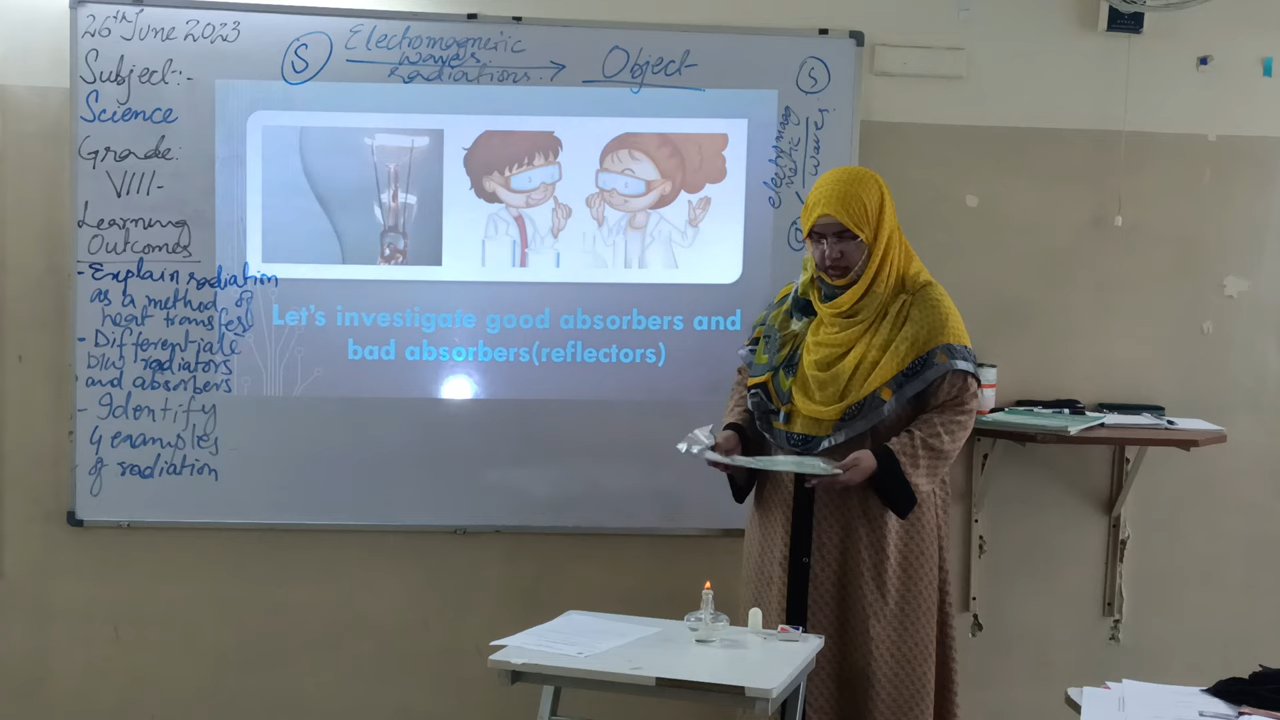 26th June 2023
Subject:-
Science
Grade:
VIII-
Learning
Outcomes
- Explain radiation
as a method of
heat transfer
- Differentiate
b/w radiators
and absorbers
- Identify
4 examples
of radiation
S
Electromagneric
waves.
radiations.
Object
S
electromag
netic
waves.
Let's investigate good absorbers and
bad absorbers(reflectors)